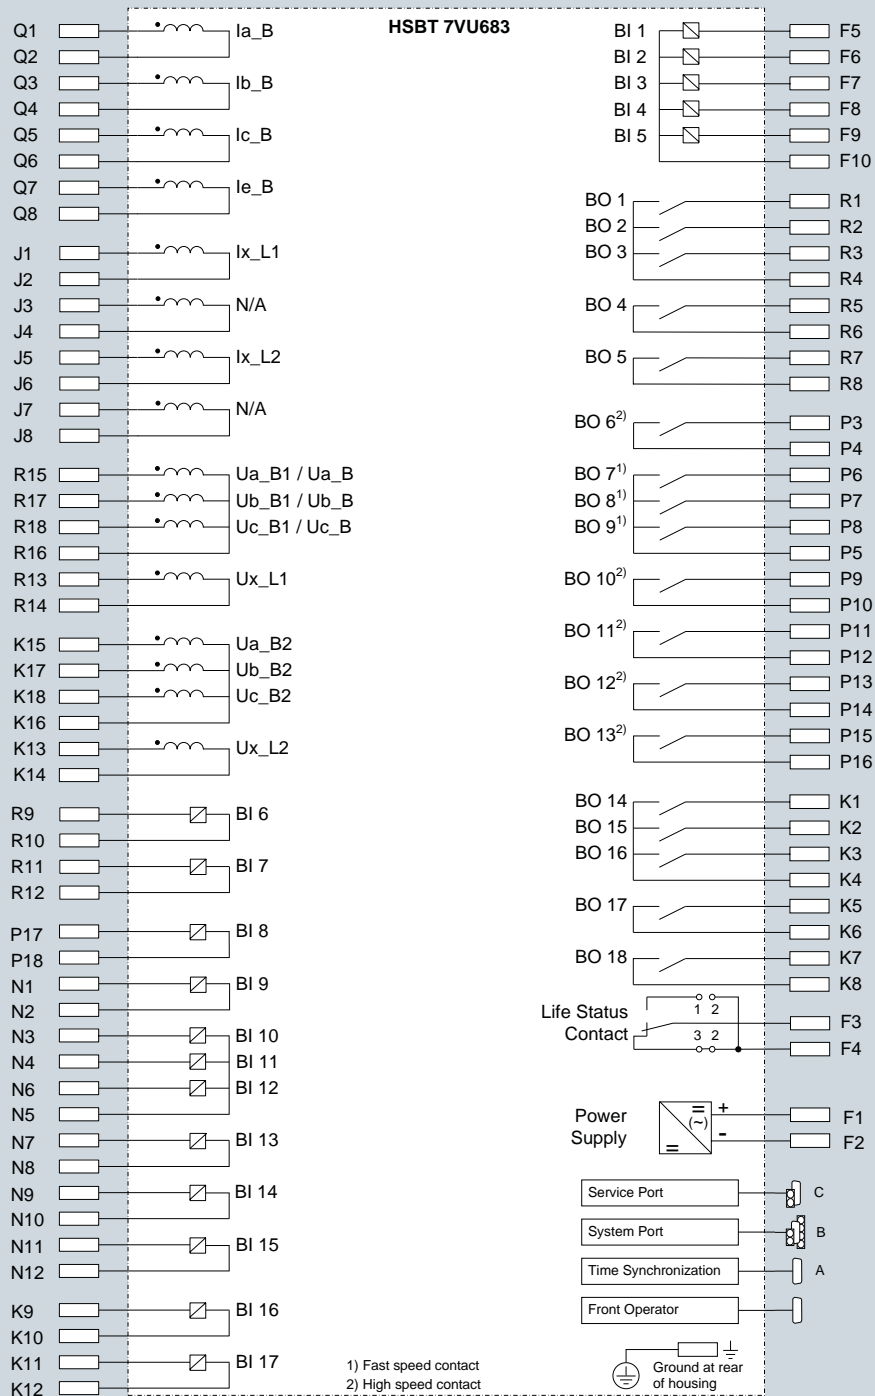 HSBT 7VU683
Q1 Ia_B
Q2
Q3 Ib_B
Q4
Q5 Ic_B
Q6
Q7 Ie_B
Q8
J1 Ix_L1
J2
J3 N/A
J4
J5 Ix_L2
J6
J7 N/A
J8
R15 Ua_B1 / Ua_B
R17 Ub_B1 / Ub_B
R18 Uc_B1 / Uc_B
R16
R13 Ux_L1
R14
K15 Ua_B2
K17 Ub_B2
K18 Uc_B2
K16
K13 Ux_L2
K14
R9 BI 6
R10
R11 BI 7
R12
P17 BI 8
P18
N1 BI 9
N2
N3 BI 10
N4 BI 11
N6 BI 12
N5
N7 BI 13
N8
N9 BI 14
N10
N11 BI 15
N12
K9 BI 16
K10
K11 BI 17
K12
BI 1 F5
BI 2 F6
BI 3 F7
BI 4 F8
BI 5 F9
F10
BO 1 R1
BO 2 R2
BO 3 R3
R4
BO 4 R5
R6
BO 5 R7
R8
BO 6 2) P3
P4
BO 7 1) P6
BO 8 1) P7
BO 9 1) P8
P5
BO 10 2) P9
P10
BO 11 2) P11
P12
BO 12 2) P13
P14
BO 13 2) P15
P16
BO 14 K1
BO 15 K2
BO 16 K3
K4
BO 17 K5
K6
BO 18 K7
K8
Life Status
Contact
1 2
3 2
F3
F4
Power
Supply
= (~) =
+ F1
- F2
Service Port C
System Port B
Time Synchronization A
Front Operator
Ground at rear
of housing
1) Fast speed contact
2) High speed contact